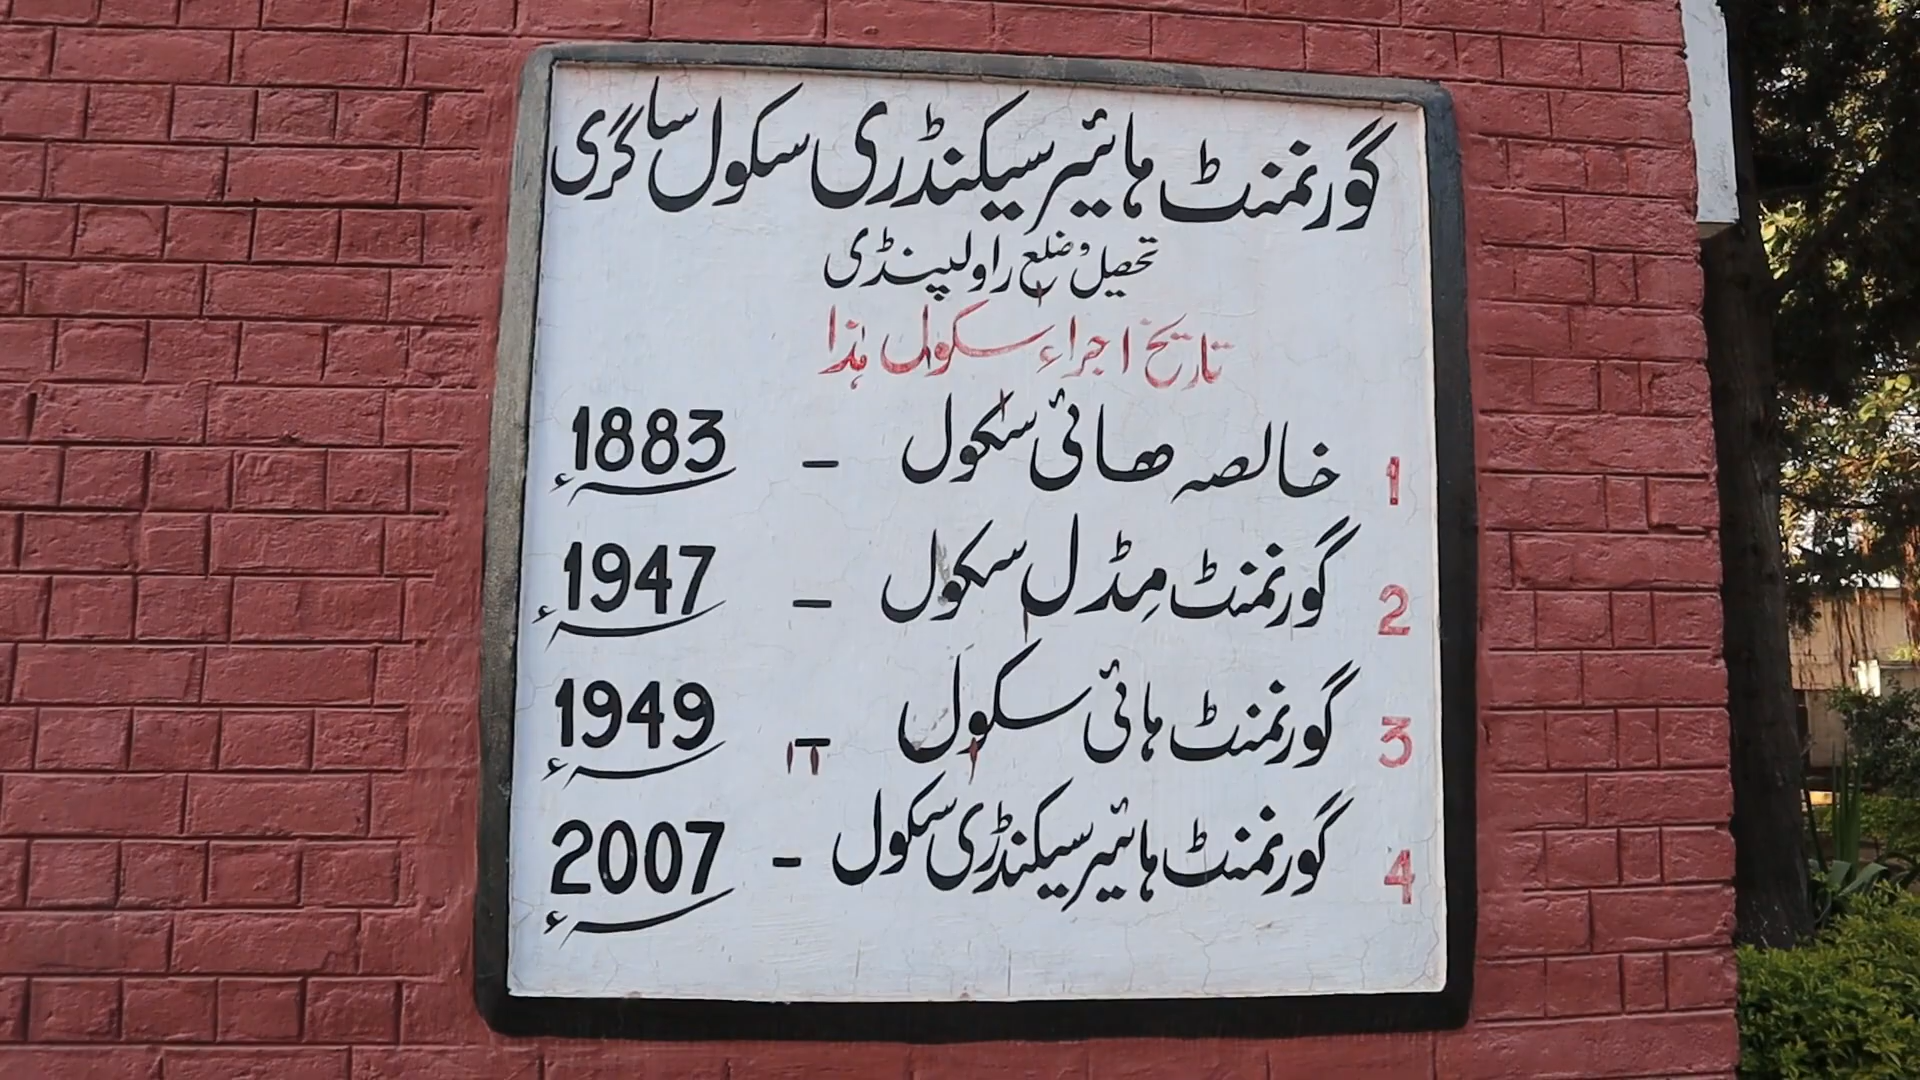 گورنمنٹ ہائیر سیکنڈری سکول ساگری
تحصیل و ضلع راولپنڈی
تاریخ اجراء سکول ہذا
1 خالصہ ھائی سکول - 1883ء
2 گورنمنٹ مِڈل سکول - 1947ء
3 گورنمنٹ ہائی سکول - 1949ء
4 گورنمنٹ ہائیر سیکنڈری سکول - 2007ء